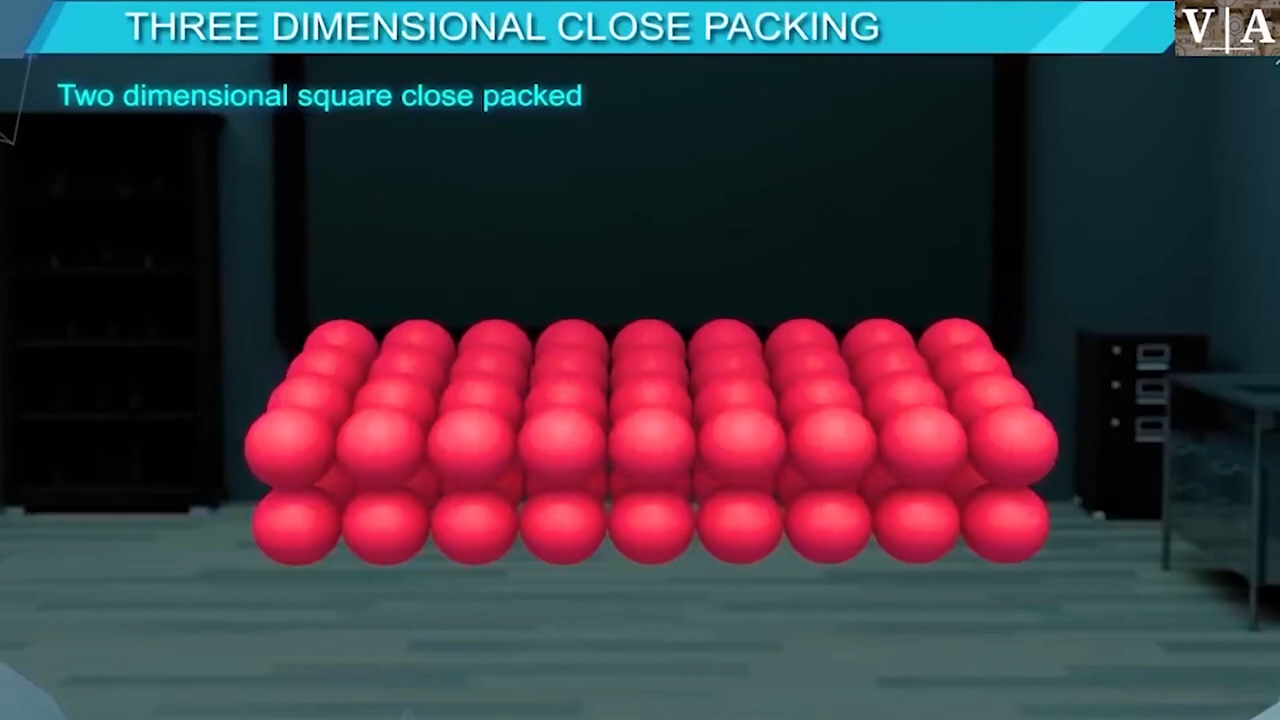 THREE DIMENSIONAL CLOSE PACKING
V|A
Two dimensional square close packed